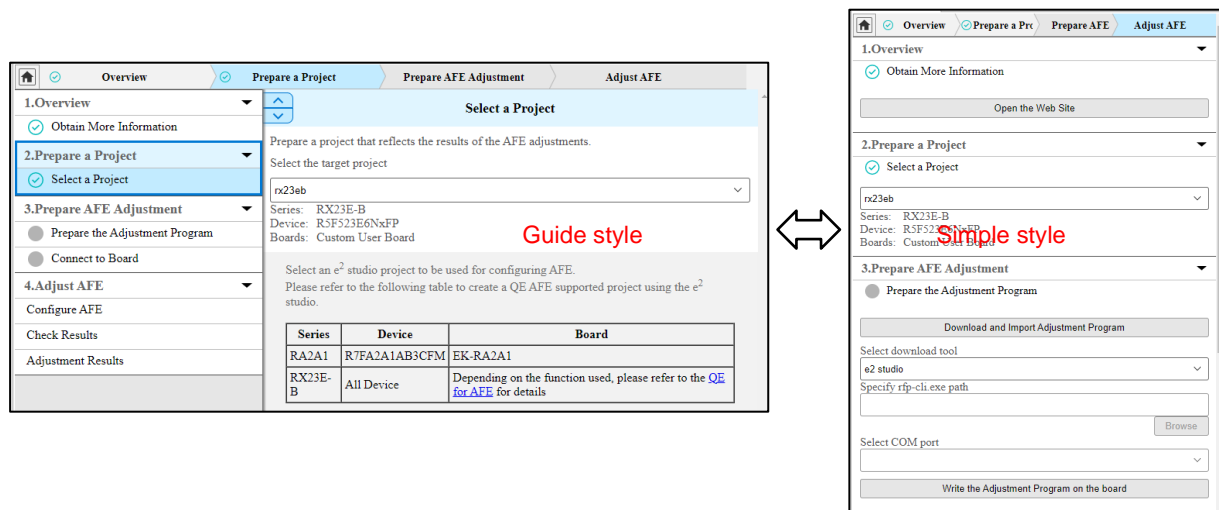 Overview
Prepare a Project
Prepare AFE Adjustment
Adjust AFE
1.Overview
Obtain More Information
2.Prepare a Project
Select a Project
3.Prepare AFE Adjustment
Prepare the Adjustment Program
Connect to Board
4.Adjust AFE
Configure AFE
Check Results
Adjustment Results
Select a Project
Prepare a project that reflects the results of the AFE adjustments.
Select the target project
rx23eb
Series: RX23E-B
Device: R5F523E6NxFP
Boards: Custom User Board
Guide style
Select an e2 studio project to be used for configuring AFE.
Please refer to the following table to create a QE AFE supported project using the e2
studio.
Series Device Board
RA2A1 R7FA2A1AB3CFM EK-RA2A1
RX23E-
B All Device Depending on the function used, please refer to the QE
for AFE for details
Overview
Prepare a Pro
Prepare AFE
Adjust AFE
1.Overview
Obtain More Information
Open the Web Site
2.Prepare a Project
Select a Project
rx23eb
Series: RX23E-B
Device: R5F523E6NxFP
Boards: Custom User Board
Simple style
3.Prepare AFE Adjustment
Prepare the Adjustment Program
Download and Import Adjustment Program
Select download tool
e2 studio
Specify rfp-cli.exe path
Browse
Select COM port
Write the Adjustment Program on the board